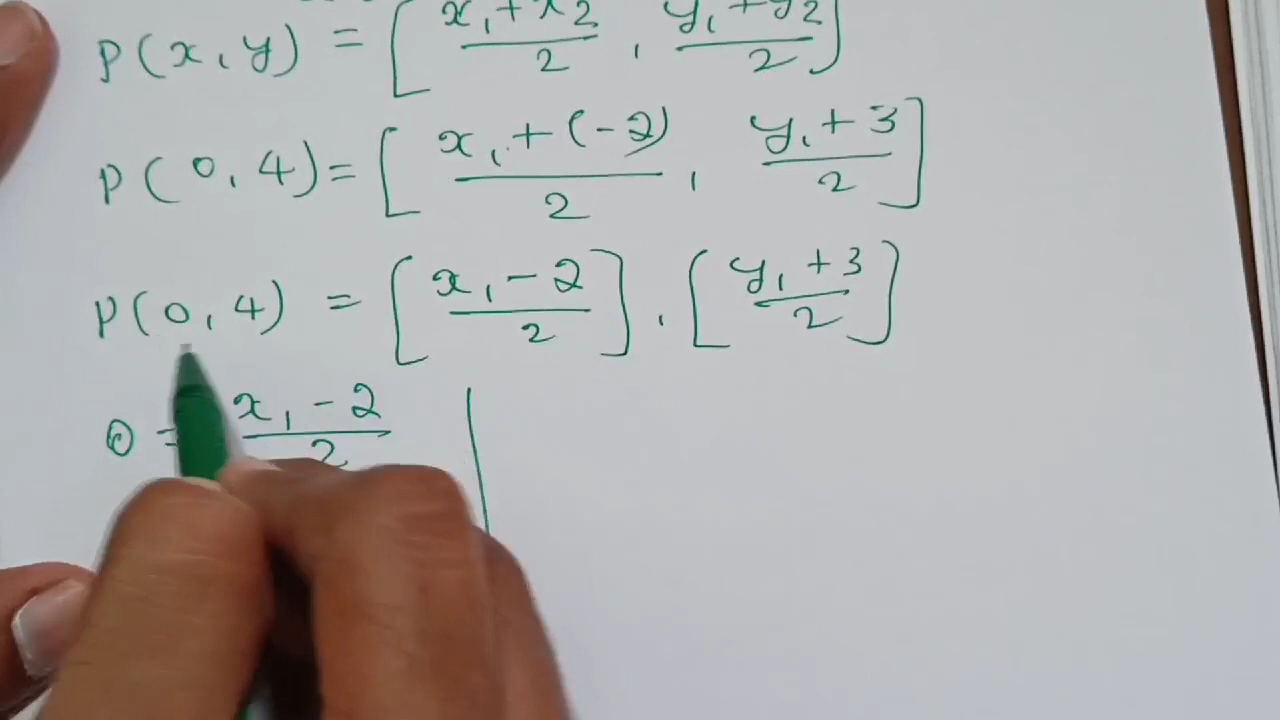 P(x, y) = [x₁+x₂/2, y₁+y₂/2]
P(0, 4) = [x₁+(-2)/2, y₁+3/2]
P(0, 4) = [x₁-2/2], [y₁+3/2]
0 = x₁-2/2